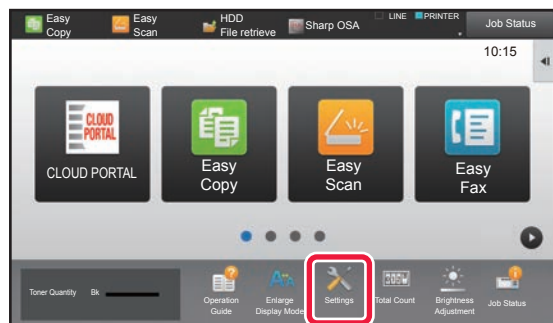 Easy
Copy
Easy
Scan
HDD
File retrieve
Sharp OSA
LINE
PRINTER
Job Status
10:15
CLOUD
PORTAL
CLOUD PORTAL
Easy
Copy
Easy
Scan
Easy
Fax
Toner Quantity
Bk
Operation
Guide
Enlarge
Display Mode
Settings
Total Count
Brightness
Adjustment
Job Status